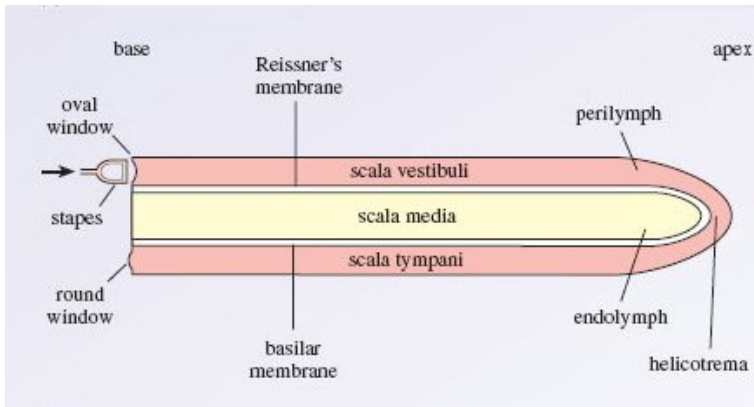 base
apex
Reissner's
membrane
oval
window
perilymph
scala vestibuli
stapes
scala media
scala tympani
round
window
endolymph
basilar
membrane
helicotrema